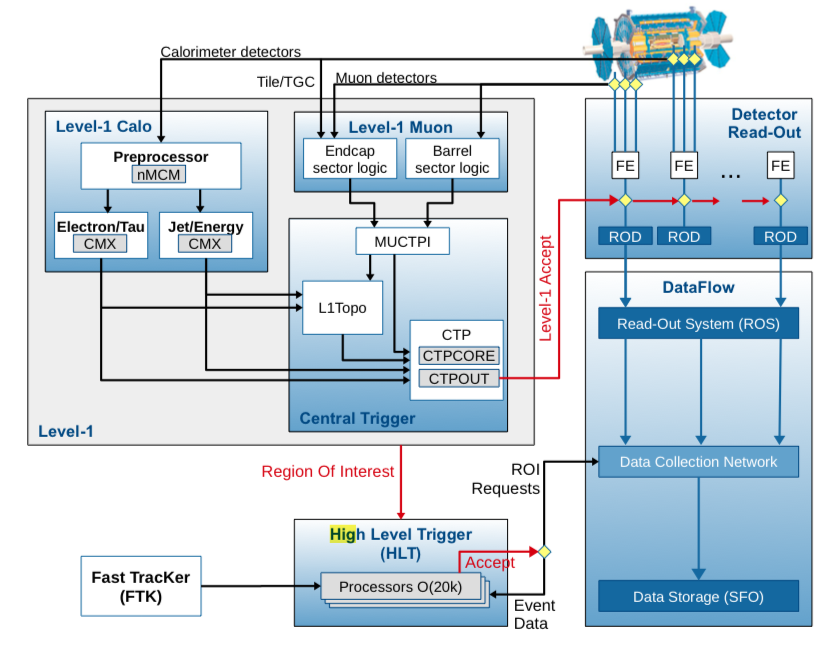 Calorimeter detectors
Tile/TGC
Muon detectors
Level-1 Calo
Preprocessor
nMCM
Electron/Tau
CMX
Jet/Energy
CMX
Level-1 Muon
Endcap
sector logic
Barrel
sector logic
MUCTPI
L1Topo
CTP
CTPCORE
CTPOUT
Central Trigger
Level-1
Level-1 Accept
Detector
Read-Out
FE
FE
...
FE
ROD
ROD
ROD
DataFlow
Read-Out System (ROS)
Data Collection Network
Data Storage (SFO)
Region Of Interest
ROI
Requests
High Level Trigger
(HLT)
Accept
Processors O(20k)
Event
Data
Fast TracKer
(FTK)